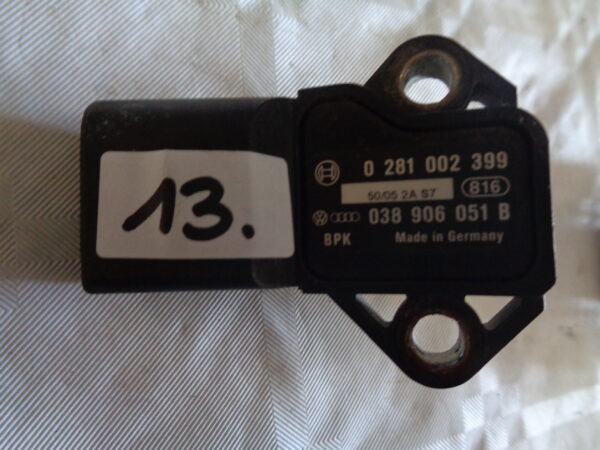 13.
0 281 002 399
50/05 2A S7 816
038 906 051 B
BPK Made in Germany